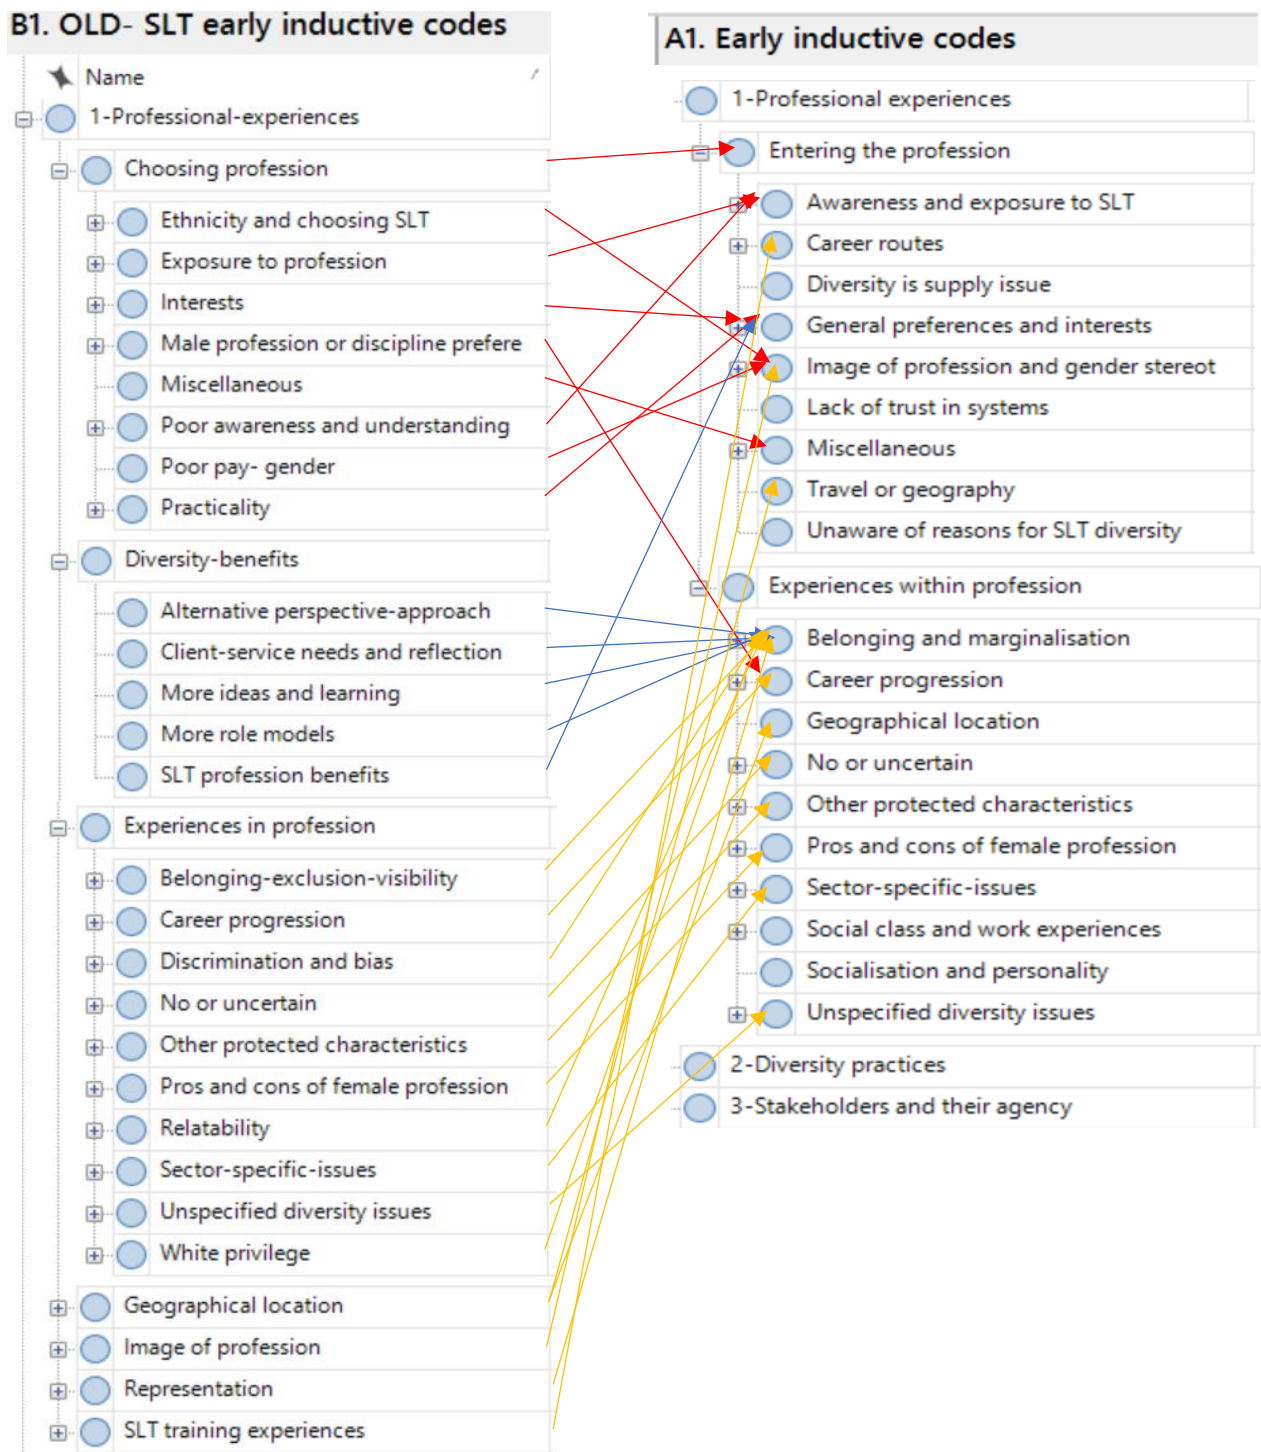 B1. OLD- SLT early inductive codes
Name
1-Professional-experiences
Choosing profession
Ethnicity and choosing SLT
Exposure to profession
Interests
Male profession or discipline prefere
Miscellaneous
Poor awareness and understanding
Poor pay- gender
Practicality
Diversity-benefits
Alternative perspective-approach
Client-service needs and reflection
More ideas and learning
More role models
SLT profession benefits
Experiences in profession
Belonging-exclusion-visibility
Career progression
Discrimination and bias
No or uncertain
Other protected characteristics
Pros and cons of female profession
Relatability
Sector-specific-issues
Unspecified diversity issues
White privilege
Geographical location
Image of profession
Representation
SLT training experiences
A1. Early inductive codes
1-Professional experiences
Entering the profession
Awareness and exposure to SLT
Career routes
Diversity is supply issue
General preferences and interests
Image of profession and gender stereot
Lack of trust in systems
Miscellaneous
Travel or geography
Unaware of reasons for SLT diversity
Experiences within profession
Belonging and marginalisation
Career progression
Geographical location
No or uncertain
Other protected characteristics
Pros and cons of female profession
Sector-specific-issues
Social class and work experiences
Socialisation and personality
Unspecified diversity issues
2-Diversity practices
3-Stakeholders and their agency